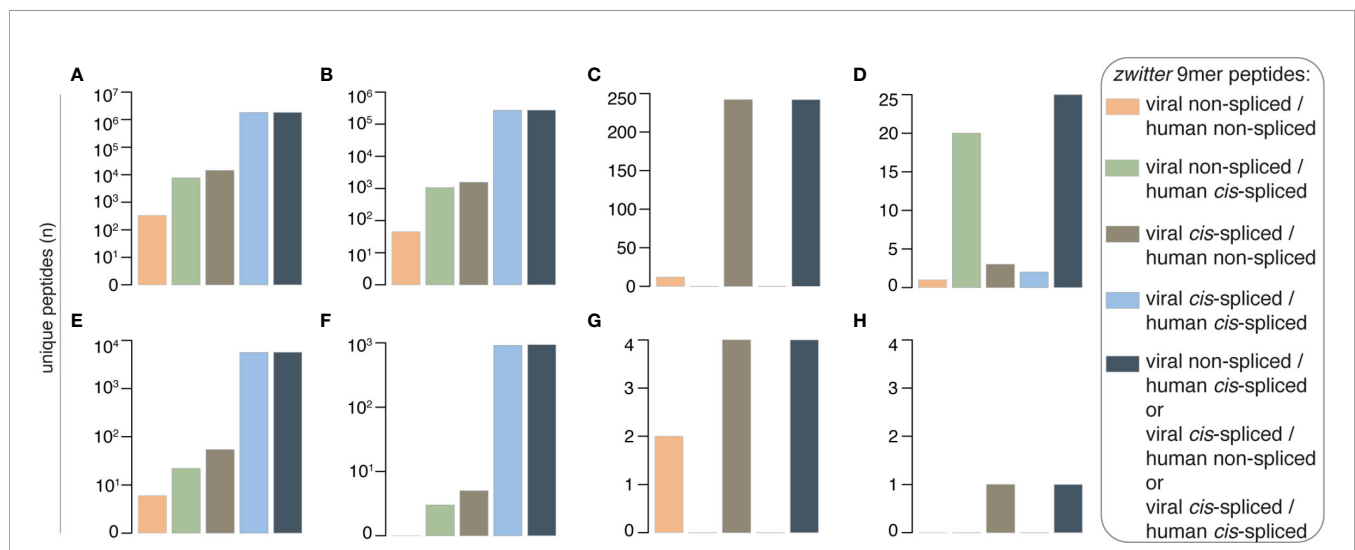 A
B
C
D
10⁷
10⁶
10⁵
10⁴
10³
10²
10¹
0
10⁶
10⁵
10⁴
10³
10²
10¹
0
250
200
150
100
50
0
25
20
15
10
5
0
unique peptides (n)
E
F
G
H
10⁴
10³
10²
10¹
0
10³
10²
10¹
0
4
3
2
1
0
4
3
2
1
0
zwitter 9mer peptides:
viral non-spliced /
human non-spliced
viral non-spliced /
human cis-spliced
viral cis-spliced /
human non-spliced
viral cis-spliced /
human cis-spliced
viral non-spliced /
human cis-spliced
or
viral cis-spliced /
human non-spliced
or
viral cis-spliced /
human cis-spliced